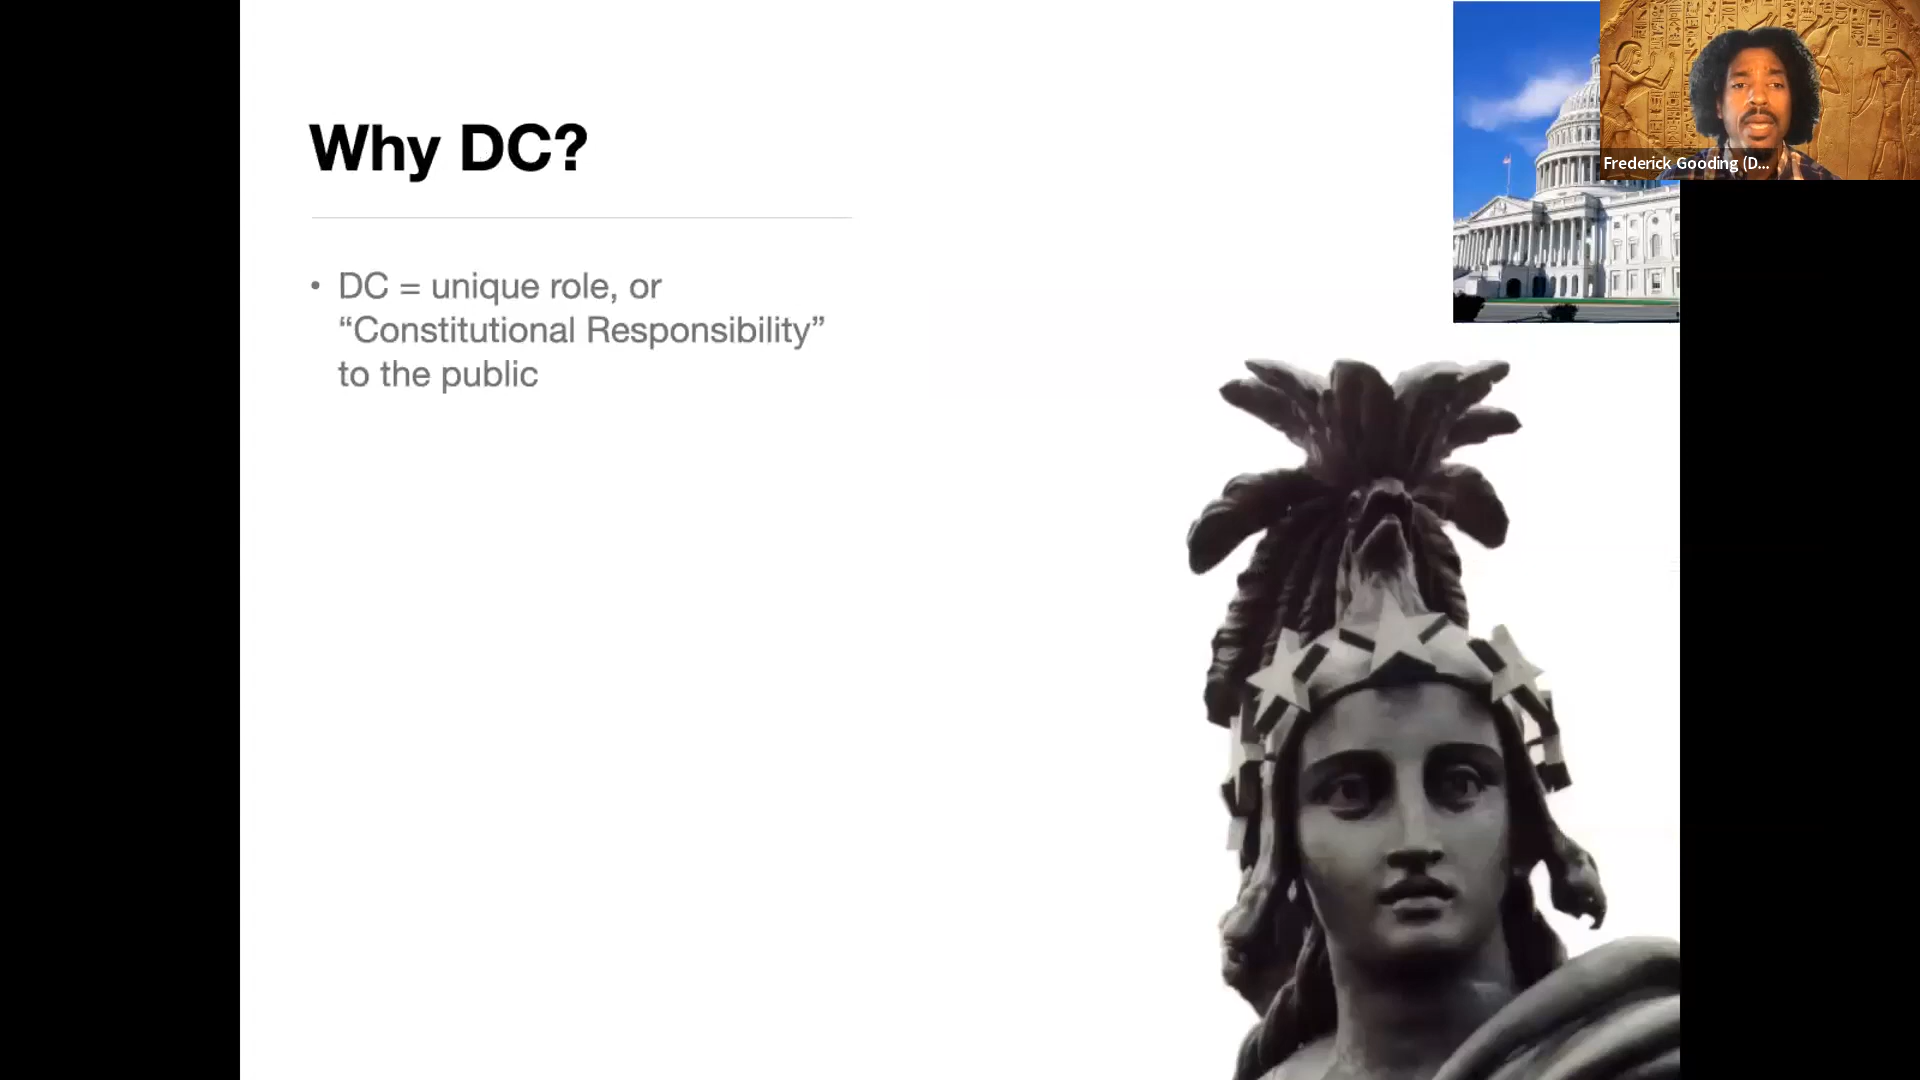 Why DC?
• DC = unique role, or
“Constitutional Responsibility”
to the public
Frederick Gooding (D...